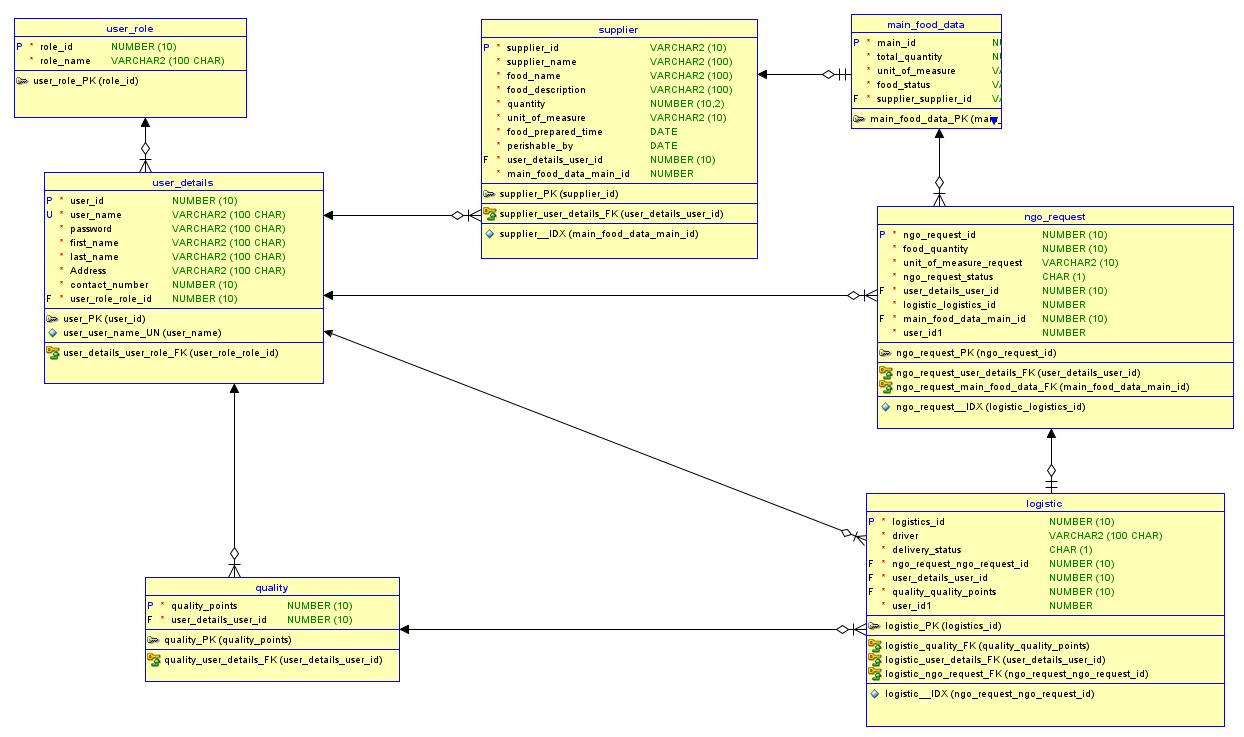 user_role
P * role_id NUMBER (10)
* role_name VARCHAR2 (100 CHAR)
user_role_PK (role_id)
supplier
P * supplier_id VARCHAR2 (10)
* supplier_name VARCHAR2 (100)
* food_name VARCHAR2 (100)
* food_description VARCHAR2 (100)
* quantity NUMBER (10,2)
* unit_of_measure VARCHAR2 (10)
* food_prepared_time DATE
* perishable_by DATE
F * user_details_user_id NUMBER (10)
* main_food_data_main_id NUMBER
supplier_PK (supplier_id)
supplier_user_details_FK (user_details_user_id)
supplier__IDX (main_food_data_main_id)
main_food_data
P * main_id
* total_quantity
* unit_of_measure
* food_status
F * supplier_supplier_id
main_food_data_PK
user_details
P * user_id NUMBER (10)
U * user_name VARCHAR2 (100 CHAR)
* password VARCHAR2 (100 CHAR)
* first_name VARCHAR2 (100 CHAR)
* last_name VARCHAR2 (100 CHAR)
* Address VARCHAR2 (100 CHAR)
* contact_number NUMBER (10)
F * user_role_role_id NUMBER (10)
user_PK (user_id)
user_user_name_UN (user_name)
user_details_user_role_FK (user_role_role_id)
ngo_request
P * ngo_request_id NUMBER (10)
* food_quantity NUMBER (10)
* unit_of_measure_request VARCHAR2 (10)
* ngo_request_status CHAR (1)
F * user_details_user_id NUMBER (10)
* logistic_logistics_id NUMBER
F * main_food_data_main_id NUMBER (10)
* user_id1 NUMBER
ngo_request_PK (ngo_request_id)
ngo_request_user_details_FK (user_details_user_id)
ngo_request_main_food_data_FK (main_food_data_main_id)
ngo_request__IDX (logistic_logistics_id)
quality
P * quality_points NUMBER (10)
F * user_details_user_id NUMBER (10)
quality_PK (quality_points)
quality_user_details_FK (user_details_user_id)
logistic
P * logistics_id NUMBER (10)
* driver VARCHAR2 (100 CHAR)
* delivery_status CHAR (1)
F * ngo_request_ngo_request_id NUMBER (10)
F * user_details_user_id NUMBER (10)
F * quality_quality_points NUMBER (10)
* user_id1 NUMBER
logistic_PK (logistics_id)
logistic_quality_FK (quality_quality_points)
logistic_user_details_FK (user_details_user_id)
logistic_ngo_request_FK (ngo_request_ngo_request_id)
logistic__IDX (ngo_request_ngo_request_id)